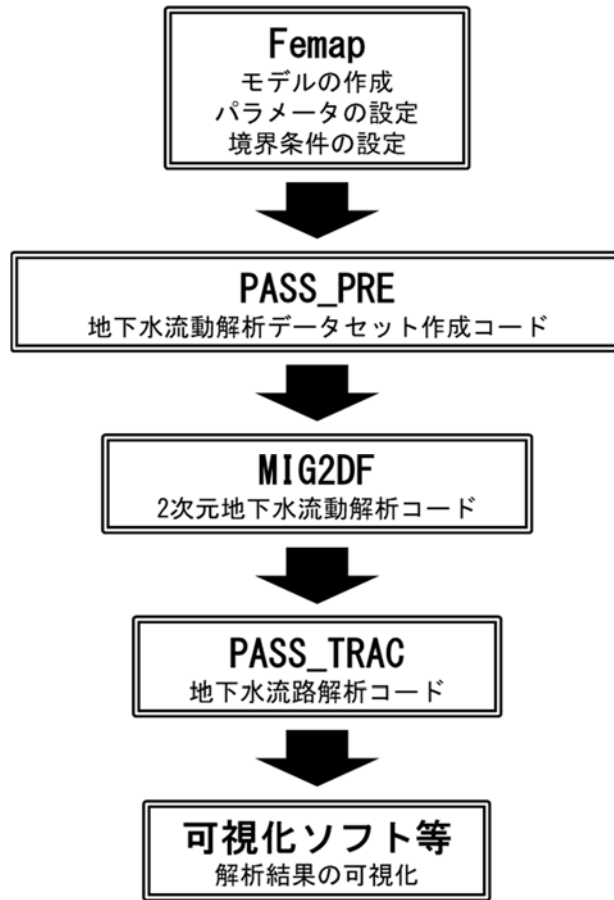 Femap
モデルの作成
パラメータの設定
境界条件の設定
PASS_PRE
地下水流動解析データセット作成コード
MIG2DF
2次元地下水流動解析コード
PASS_TRAC
地下水流路解析コード
可視化ソフト等
解析結果の可視化